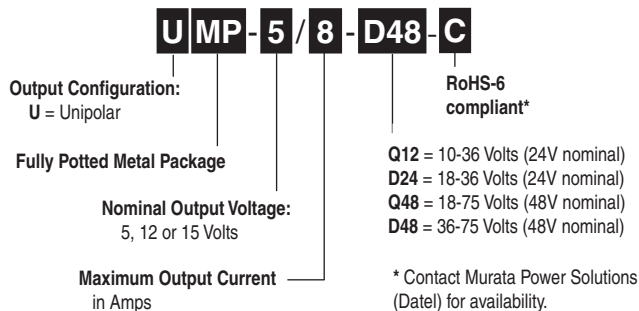 U MP - 5 / 8 - D48 - C
Output Configuration:
U = Unipolar
Fully Potted Metal Package
Nominal Output Voltage:
5, 12 or 15 Volts
Maximum Output Current
in Amps
RoHS-6
compliant*
Q12 = 10-36 Volts (24V nominal)
D24 = 18-36 Volts (24V nominal)
Q48 = 18-75 Volts (48V nominal)
D48 = 36-75 Volts (48V nominal)
* Contact Murata Power Solutions
(Datel) for availability.